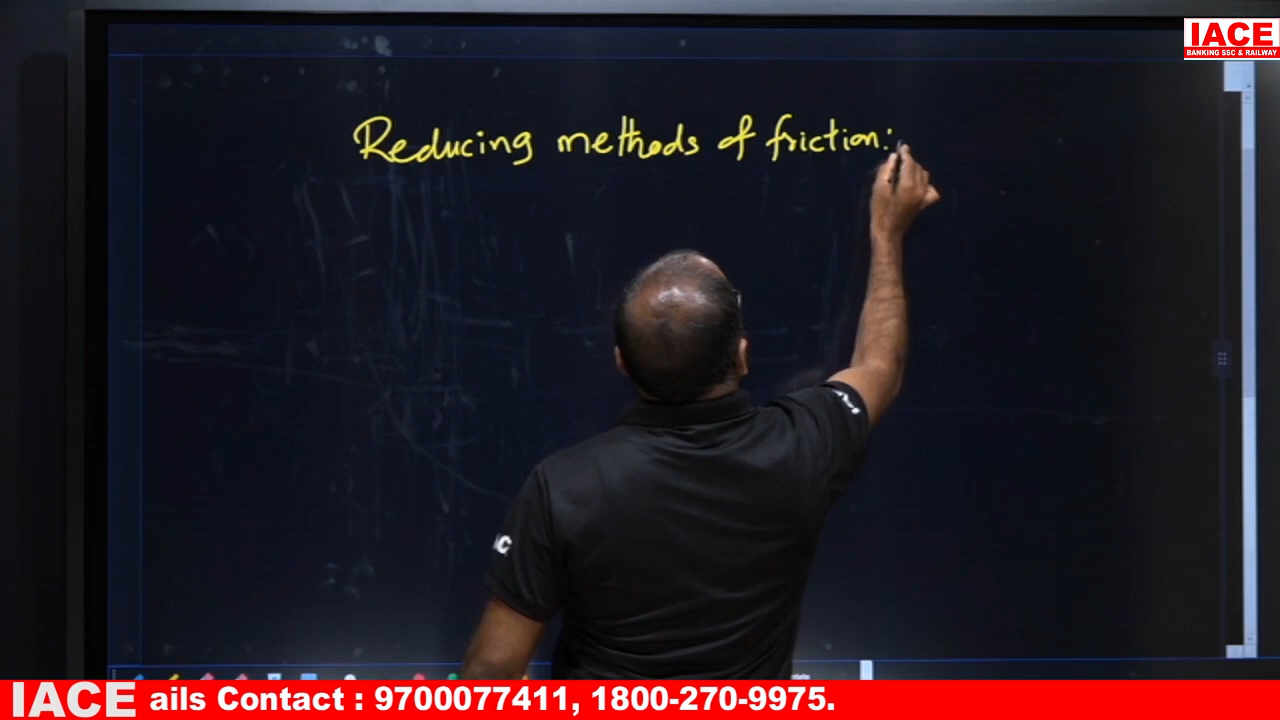 IACE
BANKING SSC & RAILWAY
Reducing methods of friction:
IACE ails Contact : 9700077411, 1800-270-9975.